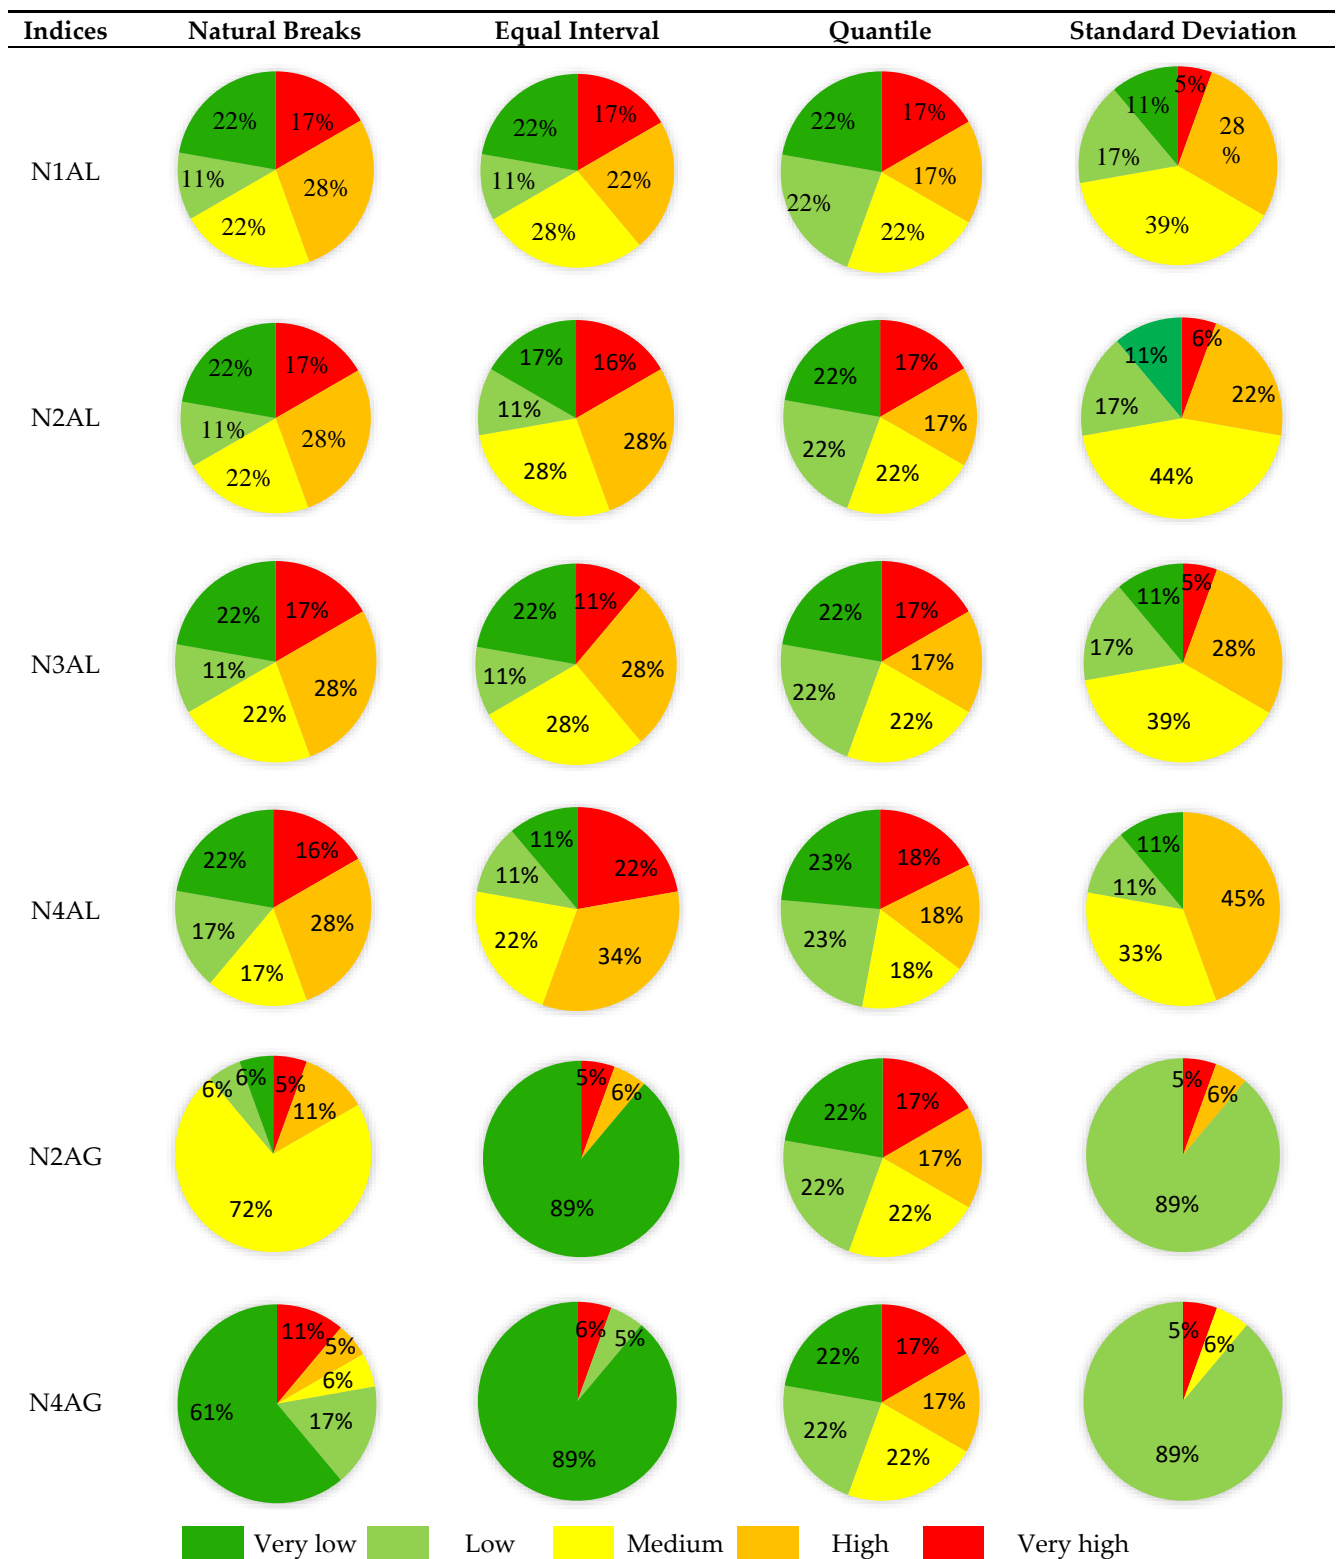 Indices Natural Breaks Equal Interval Quantile Standard Deviation
N1AL
22% 17% 28% 22% 11%
22% 17% 22% 28% 11%
22% 17% 17% 22% 22%
11% 5% 28
% 39% 17%
N2AL
22% 17% 28% 22% 11%
17% 16% 28% 28% 11%
22% 17% 17% 22% 22%
11% 6% 22% 44% 17%
N3AL
22% 17% 28% 22% 11%
22% 11% 28% 28% 11%
22% 17% 17% 22% 22%
11% 5% 28% 39% 17%
N4AL
22% 16% 28% 17% 17%
11% 22% 34% 22% 11%
23% 18% 18% 18% 23%
11% 45% 33% 11%
N2AG
6% 6% 5% 11% 72%
5% 6% 89%
22% 17% 17% 22% 22%
5% 6% 89%
N4AG
11% 5% 6% 17% 61%
6% 5% 89%
22% 17% 17% 22% 22%
5% 6% 89%
Very low Low Medium High Very high